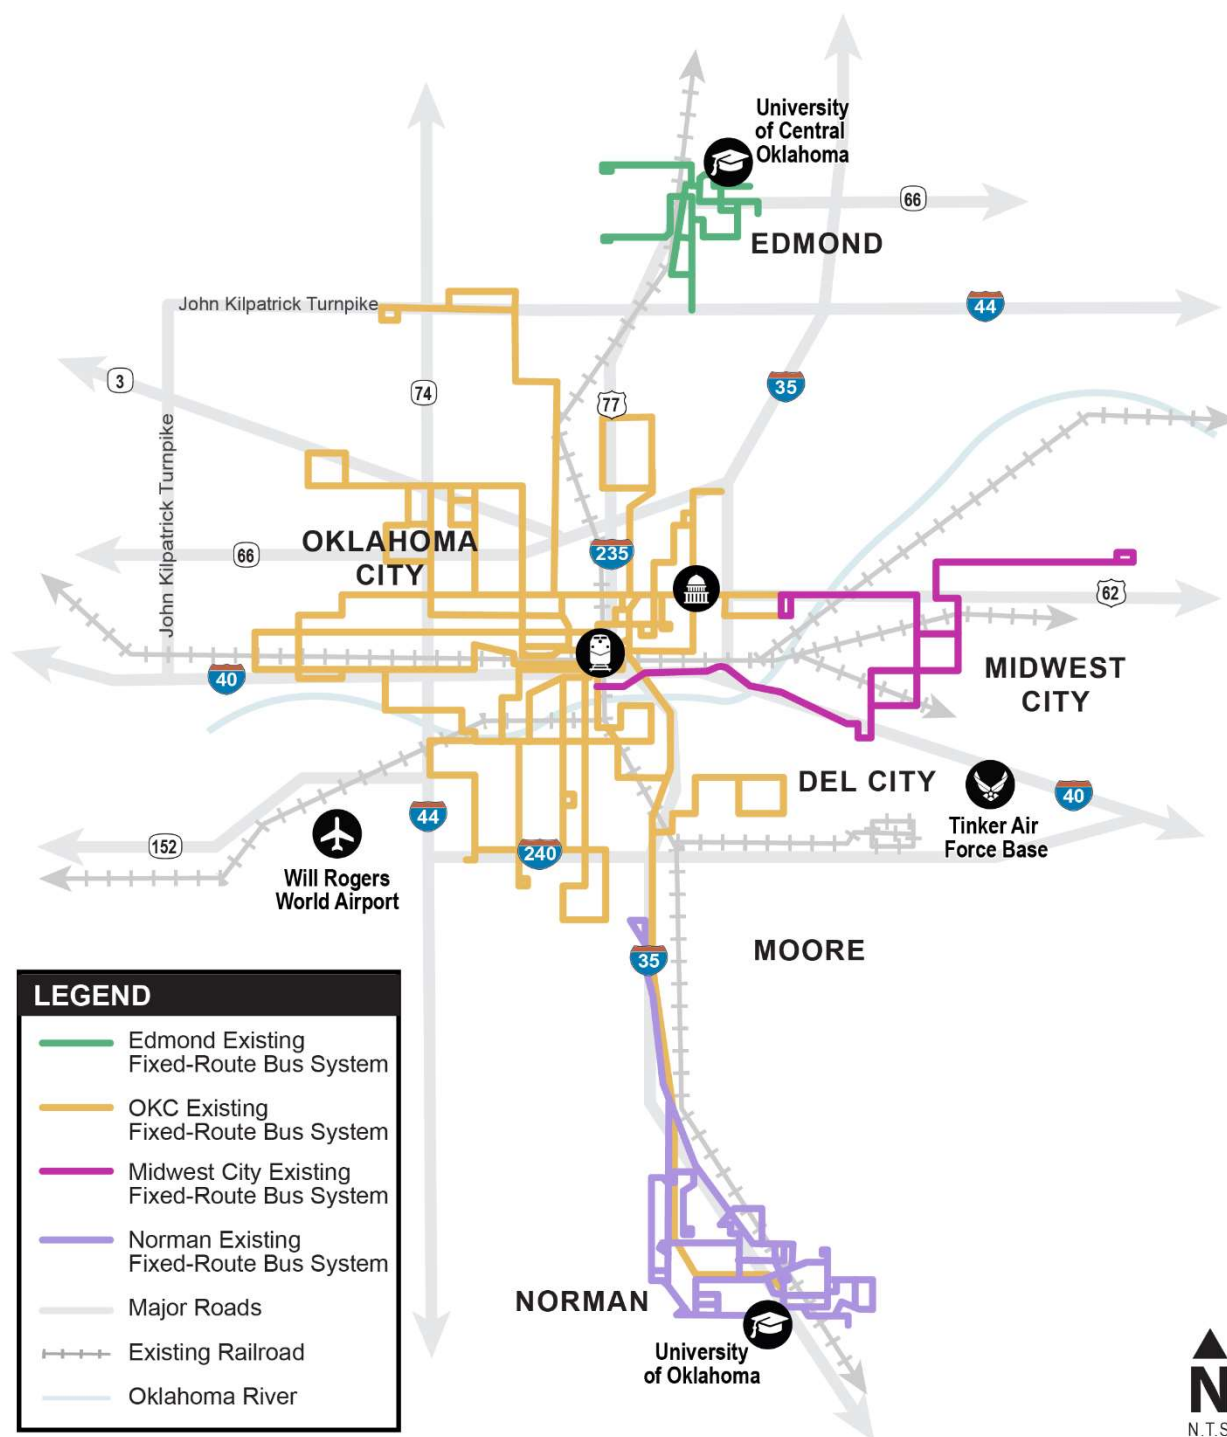 University
of Central
Oklahoma
66
EDMOND
John Kilpatrick Turnpike
44
3
74
77
35
John Kilpatrick Turnpike
OKLAHOMA
CITY
66
235
62
40
MIDWEST
CITY
DEL CITY
40
44
Tinker Air
Force Base
152
240
Will Rogers
World Airport
MOORE
35
LEGEND
Edmond Existing
Fixed-Route Bus System
OKC Existing
Fixed-Route Bus System
Midwest City Existing
Fixed-Route Bus System
Norman Existing
Fixed-Route Bus System
Major Roads
Existing Railroad
Oklahoma River
NORMAN
University
of Oklahoma
N
N.T.S